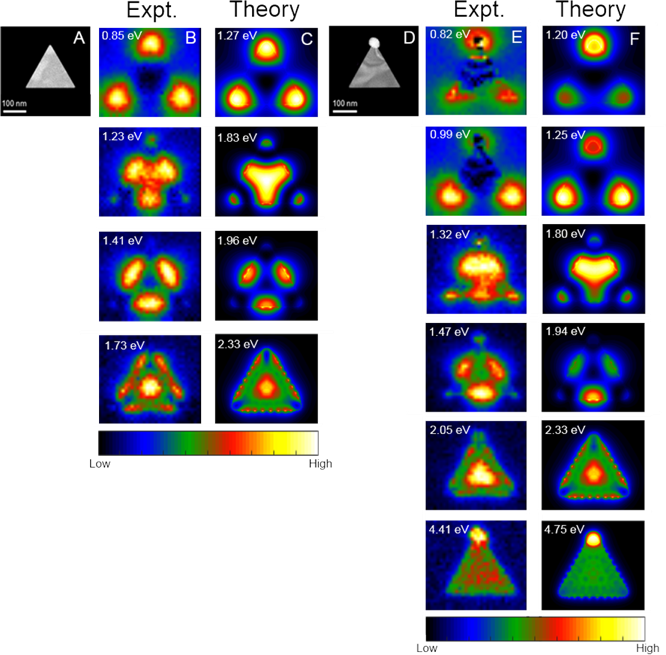 Expt. Theory Expt. Theory
A 0.85 eV B 1.27 eV C D 0.82 eV E 1.20 eV F
100 nm 100 nm
1.23 eV 1.83 eV 0.99 eV 1.25 eV
1.41 eV 1.96 eV 1.32 eV 1.80 eV
1.73 eV 2.33 eV 1.47 eV 1.94 eV
2.05 eV 2.33 eV
Low High
4.41 eV 4.75 eV
Low High